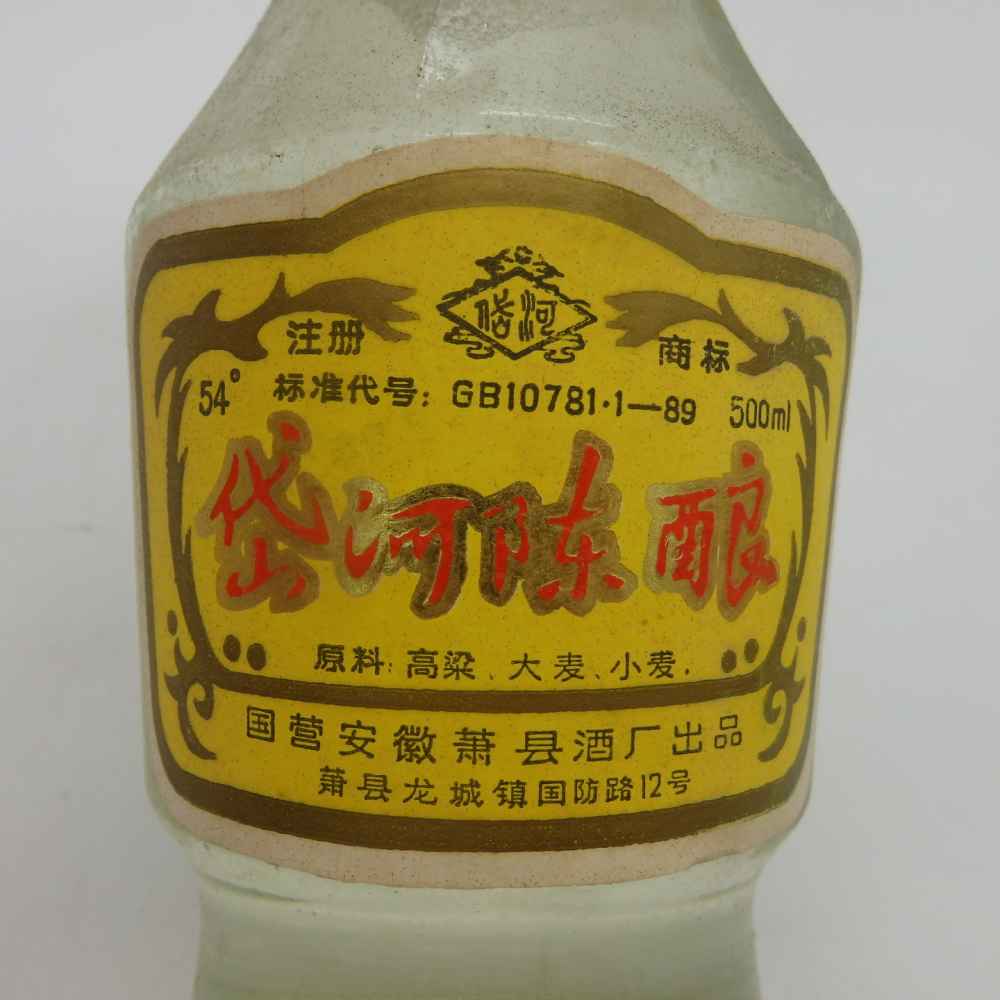 岱河
注册 商标
54° 标准代号: GB10781·1—89 500ml
岱河陈酿
原料: 高梁、大麦、小麦.
国营安徽萧县酒厂出品
萧县龙城镇国防路12号